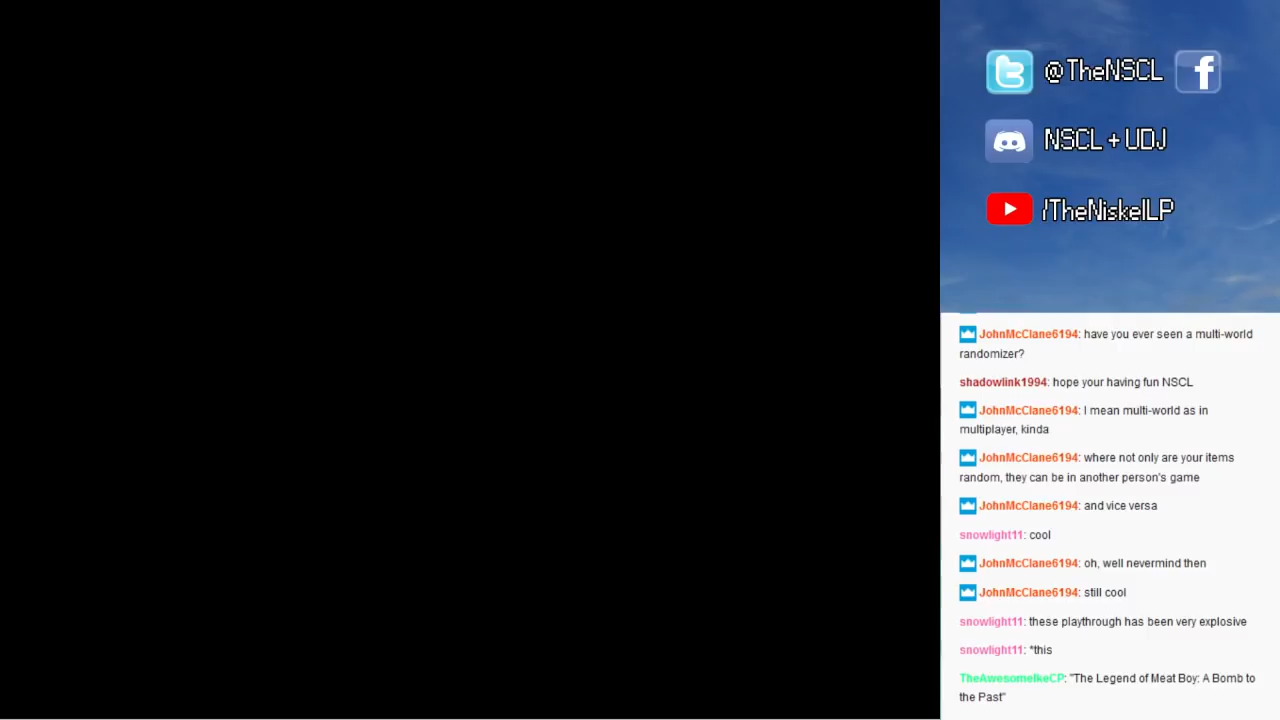 @TheNSCL
NSCL + UDJ
/TheNiskelLP
JohnMcClane6194: have you ever seen a multi-world
randomizer?
shadowlink1994: hope your having fun NSCL
JohnMcClane6194: I mean multi-world as in
multiplayer, kinda
JohnMcClane6194: where not only are your items
random, they can be in another person's game
JohnMcClane6194: and vice versa
snowlight11: cool
JohnMcClane6194: oh, well nevermind then
JohnMcClane6194: still cool
snowlight11: these playthrough has been very explosive
snowlight11: *this
TheAwesomeIkeCP: "The Legend of Meat Boy: A Bomb to
the Past"